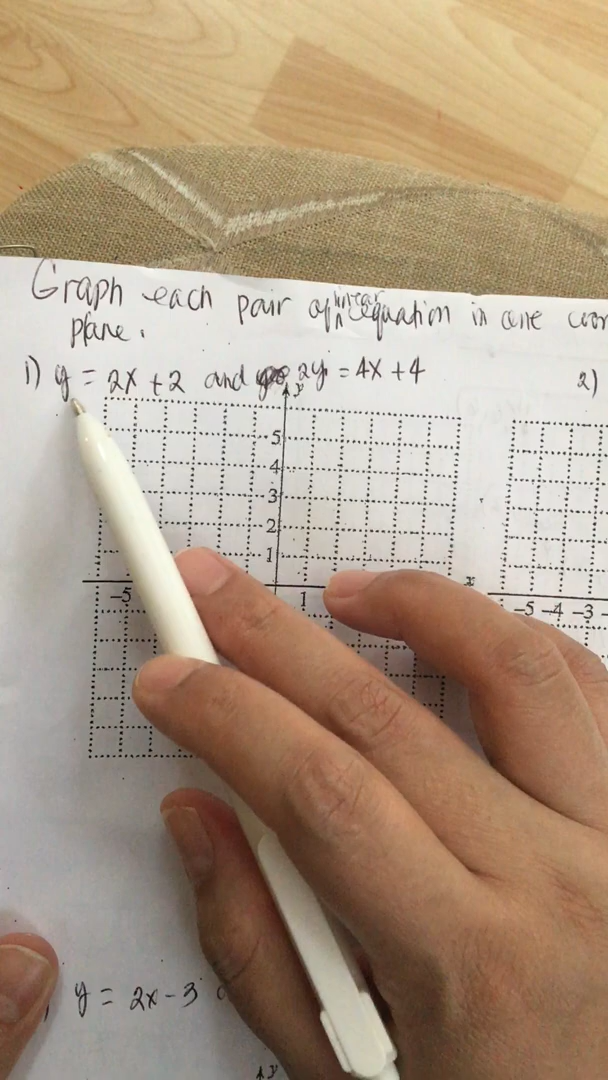 Graph each pair of linear equation in one coor
plane.
1) y = 2x + 2 and 2y = 4x + 4
2)
y
5
4
3
2
1
x
-5
1
-5 -4 -3
y = 2x - 3
y